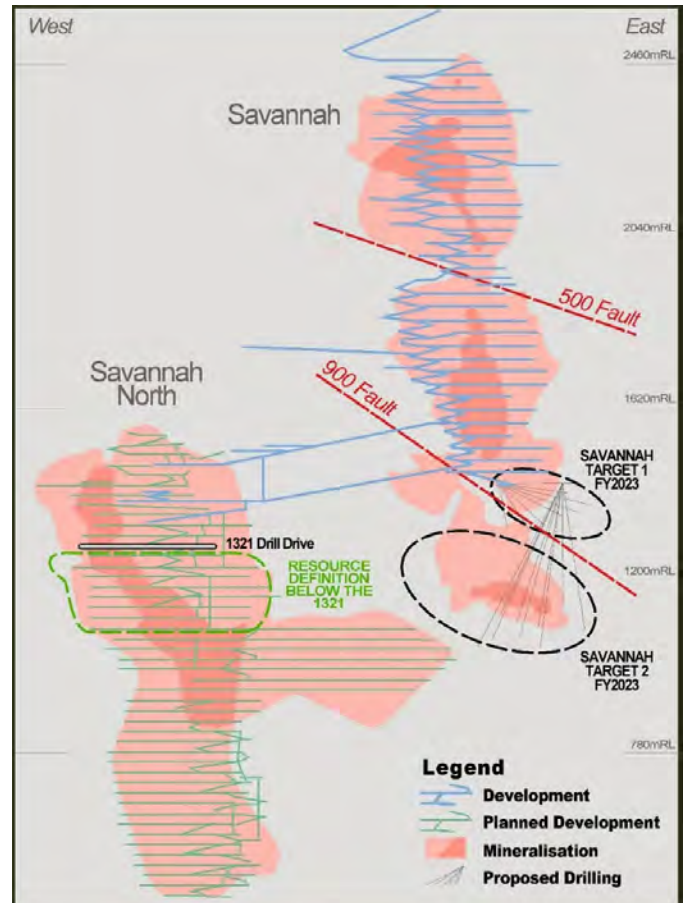 West
East
2460mRL
Savannah
2040mRL
500 Fault
900 Fault
Savannah
North
1620mRL
SAVANNAH
TARGET 1
FY2023
1321 Drill Drive
RESOURCE
DEFINITION
BELOW THE
1321
1200mRL
SAVANNAH
TARGET 2
FY2023
780mRL
Legend
Development
Planned Development
Mineralisation
Proposed Drilling